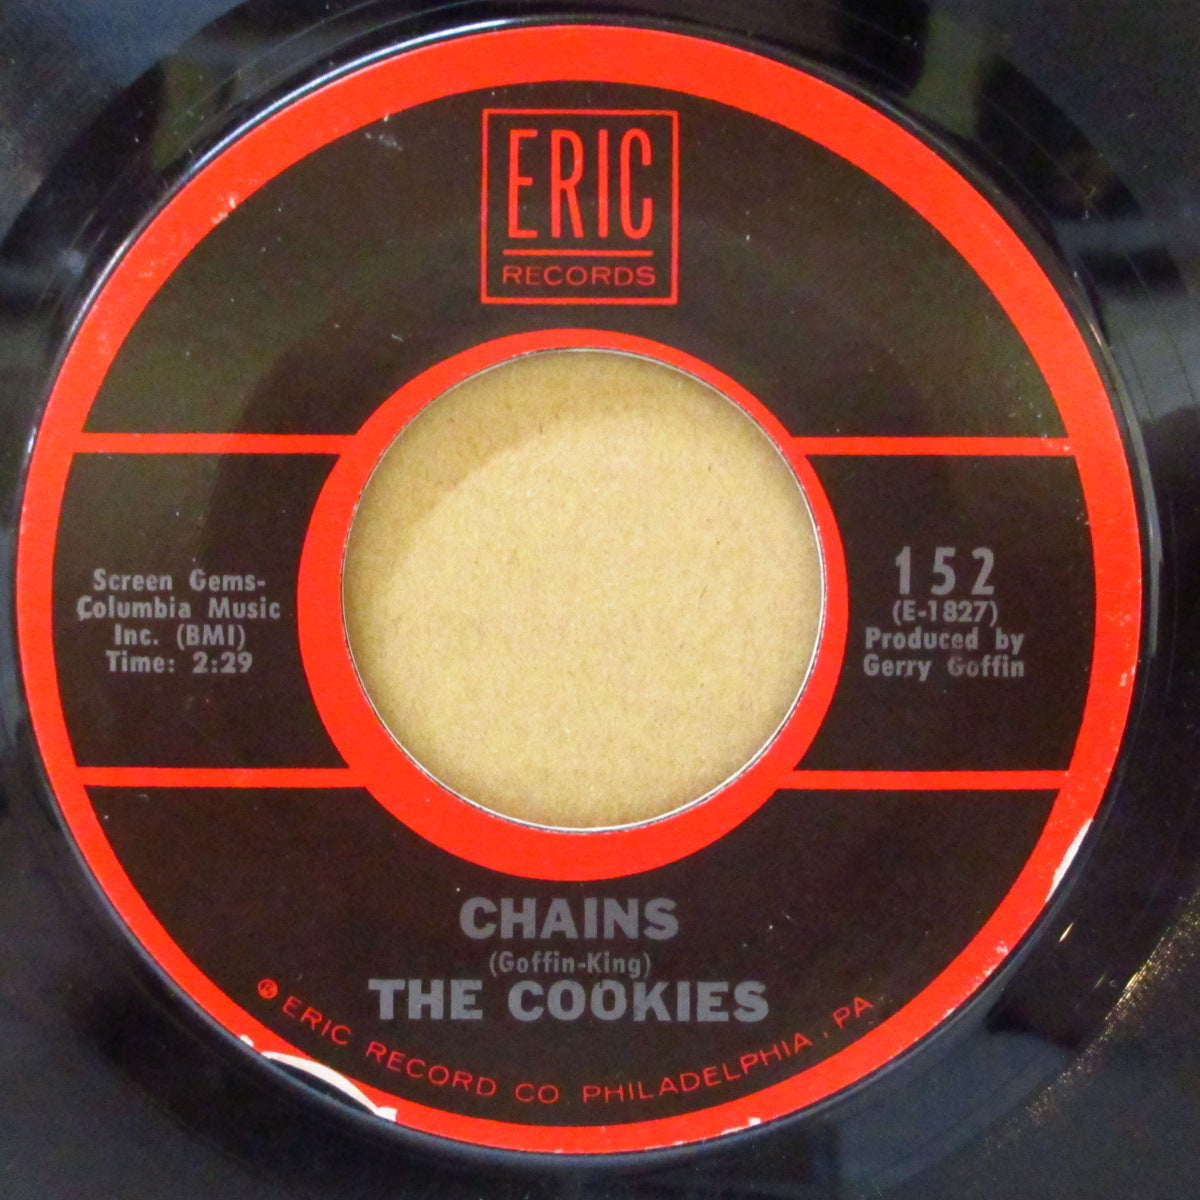 ERIC
RECORDS
Screen Gems-
Columbia Music
Inc. (BMI)
Time: 2:29
152
(E-1827)
Produced by
Gerry Goffin
CHAINS
(Goffin-King)
THE COOKIES
® ERIC RECORD CO PHILADELPHIA, PA